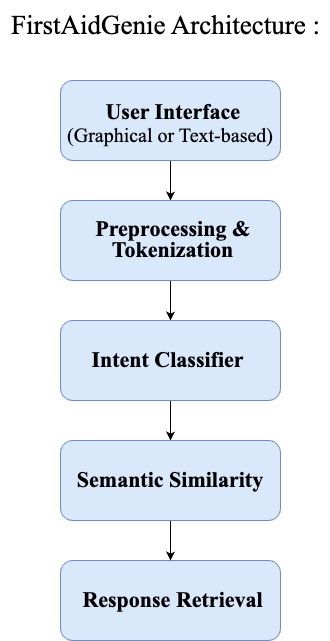 FirstAidGenie Architecture :
User Interface
(Graphical or Text-based)
Preprocessing &
Tokenization
Intent Classifier
Semantic Similarity
Response Retrieval